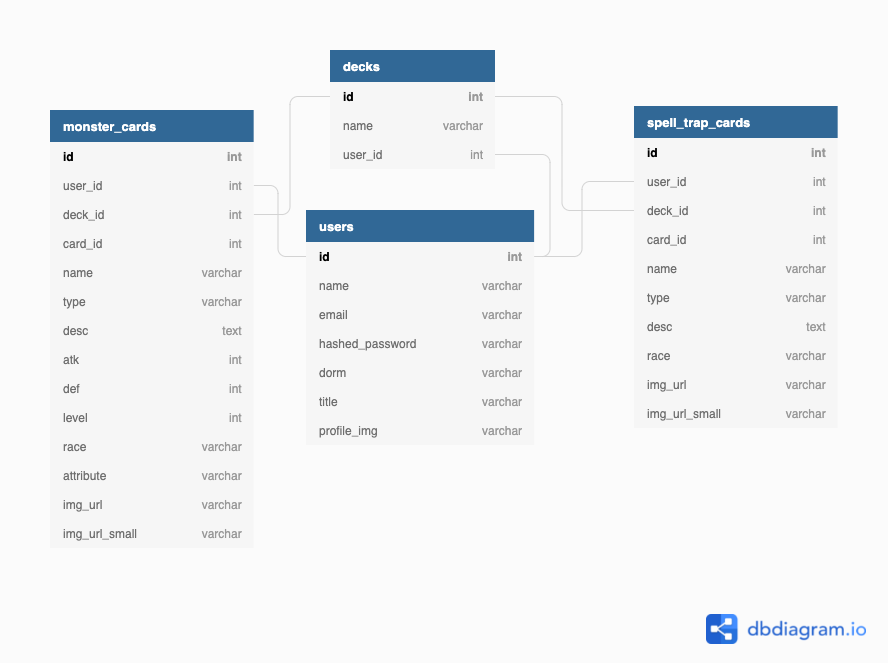 decks
id int
name varchar
user_id int
monster_cards
id int
user_id int
deck_id int
card_id int
name varchar
type varchar
desc text
atk int
def int
level int
race varchar
attribute varchar
img_url varchar
img_url_small varchar
users
id int
name varchar
email varchar
hashed_password varchar
dorm varchar
title varchar
profile_img varchar
spell_trap_cards
id int
user_id int
deck_id int
card_id int
name varchar
type varchar
desc text
race varchar
img_url varchar
img_url_small varchar
dbdiagram.io